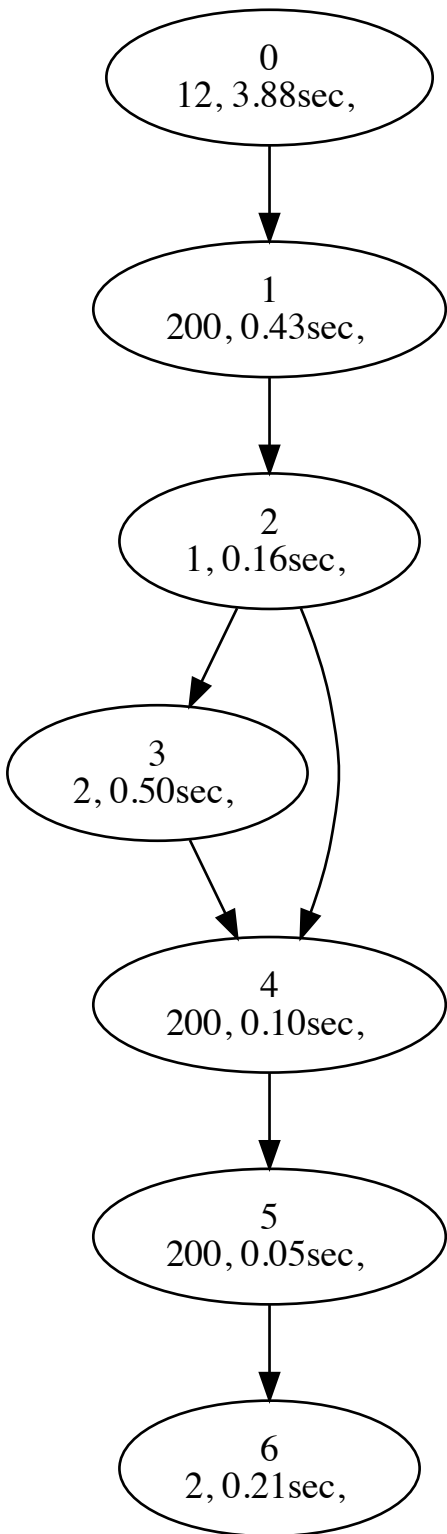 0
12, 3.88sec,
1
200, 0.43sec,
2
1, 0.16sec,
3
2, 0.50sec,
4
200, 0.10sec,
5
200, 0.05sec,
6
2, 0.21sec,